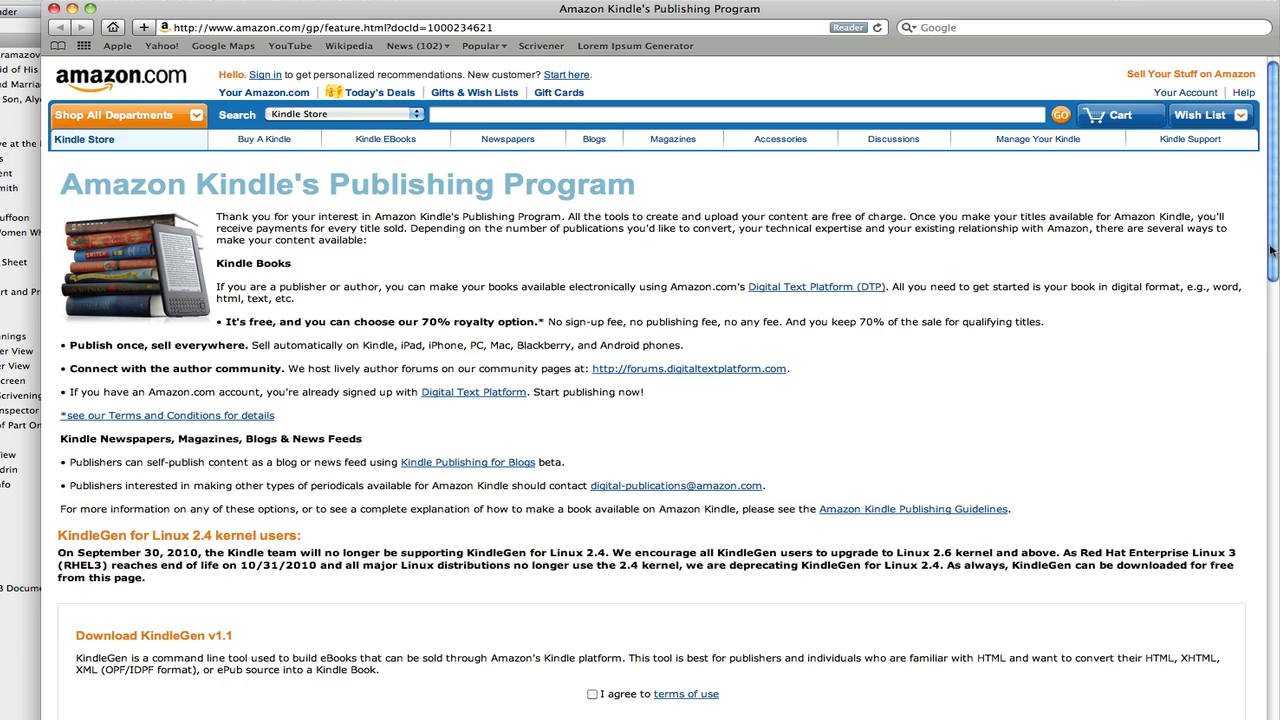 Amazon Kindle's Publishing Program
http://www.amazon.com/gp/feature.html?docId=1000234621
Reader
Google
Apple Yahoo! Google Maps YouTube Wikipedia News (102) Popular Scrivener Lorem Ipsum Generator
amazon.com
Hello. Sign in to get personalized recommendations. New customer? Start here.
Sell Your Stuff on Amazon
Your Amazon.com Today's Deals Gifts & Wish Lists Gift Cards
Your Account Help
Shop All Departments
Search Kindle Store
GO
Cart
Wish List
Kindle Store Buy A Kindle Kindle EBooks Newspapers Blogs Magazines Accessories Discussions Manage Your Kindle Kindle Support
Amazon Kindle's Publishing Program
Thank you for your interest in Amazon Kindle's Publishing Program. All the tools to create and upload your content are free of charge. Once you make your titles available for Amazon Kindle, you'll
receive payments for every title sold. Depending on the number of publications you'd like to convert, your technical expertise and your existing relationship with Amazon, there are several ways to
make your content available:
Kindle Books
If you are a publisher or author, you can make your books available electronically using Amazon.com's Digital Text Platform (DTP). All you need to get started is your book in digital format, e.g., word,
html, text, etc.
• It's free, and you can choose our 70% royalty option.* No sign-up fee, no publishing fee, no any fee. And you keep 70% of the sale for qualifying titles.
• Publish once, sell everywhere. Sell automatically on Kindle, iPad, iPhone, PC, Mac, Blackberry, and Android phones.
• Connect with the author community. We host lively author forums on our community pages at: http://forums.digitaltextplatform.com.
• If you have an Amazon.com account, you're already signed up with Digital Text Platform. Start publishing now!
*see our Terms and Conditions for details
Kindle Newspapers, Magazines, Blogs & News Feeds
• Publishers can self-publish content as a blog or news feed using Kindle Publishing for Blogs beta.
• Publishers interested in making other types of periodicals available for Amazon Kindle should contact digital-publications@amazon.com.
For more information on any of these options, or to see a complete explanation of how to make a book available on Amazon Kindle, please see the Amazon Kindle Publishing Guidelines.
KindleGen for Linux 2.4 kernel users:
On September 30, 2010, the Kindle team will no longer be supporting KindleGen for Linux 2.4. We encourage all KindleGen users to upgrade to Linux 2.6 kernel and above. As Red Hat Enterprise Linux 3
(RHEL3) reaches end of life on 10/31/2010 and all major Linux distributions no longer use the 2.4 kernel, we are deprecating KindleGen for Linux 2.4. As always, KindleGen can be downloaded for free
from this page.
Download KindleGen v1.1
KindleGen is a command line tool used to build eBooks that can be sold through Amazon's Kindle platform. This tool is best for publishers and individuals who are familiar with HTML and want to convert their HTML, XHTML,
XML (OPF/IDPF format), or ePub source into a Kindle Book.
I agree to terms of use